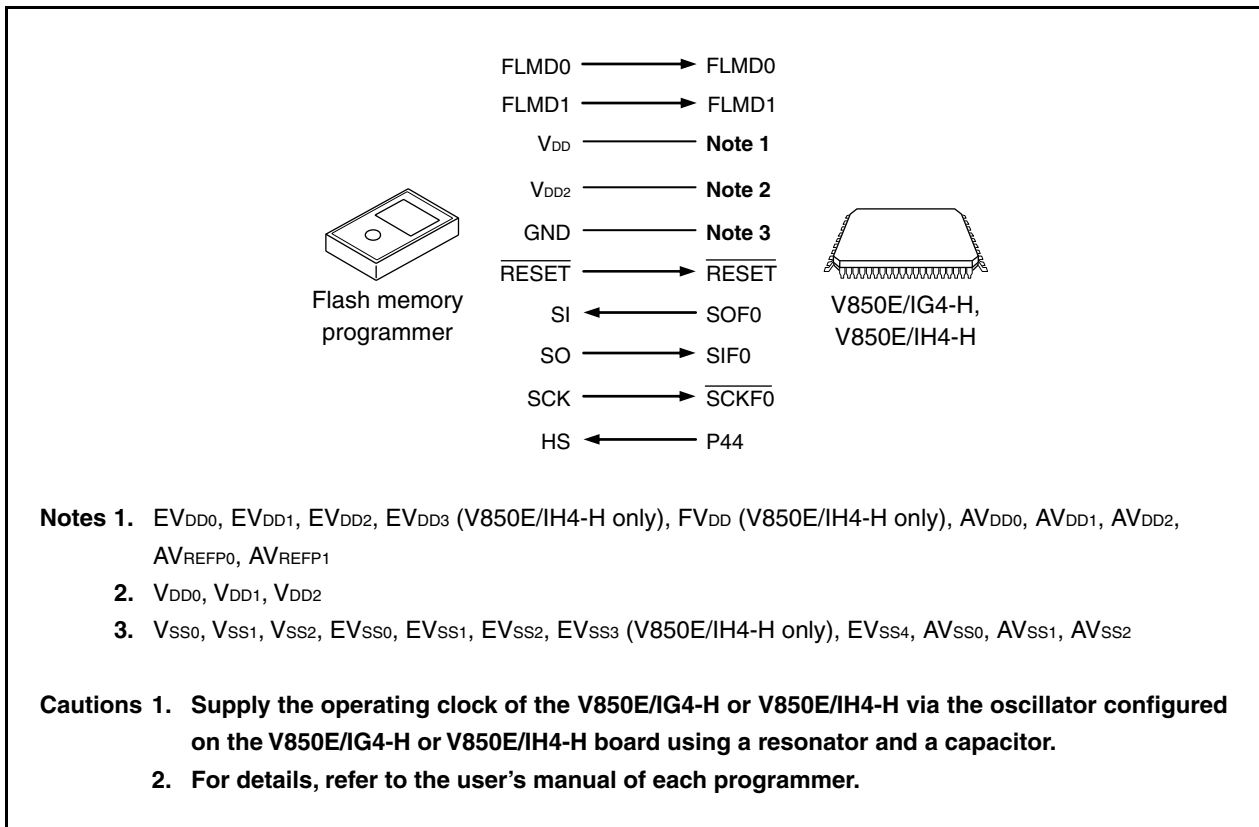 FLMD0 FLMD0
FLMD1 FLMD1
VDD Note 1
VDD2 Note 2
GND Note 3
RESET RESET
SI SOF0
SO SIF0
SCK SCKF0
HS P44
Flash memory
programmer
V850E/IG4-H,
V850E/IH4-H
Notes 1. EVDD0, EVDD1, EVDD2, EVDD3 (V850E/IH4-H only), FVDD (V850E/IH4-H only), AVDD0, AVDD1, AVDD2,
AVREFP0, AVREFP1
2. VDD0, VDD1, VDD2
3. VSS0, VSS1, VSS2, EVSS0, EVSS1, EVSS2, EVSS3 (V850E/IH4-H only), EVSS4, AVSS0, AVSS1, AVSS2
Cautions 1. Supply the operating clock of the V850E/IG4-H or V850E/IH4-H via the oscillator configured
on the V850E/IG4-H or V850E/IH4-H board using a resonator and a capacitor.
2. For details, refer to the user's manual of each programmer.